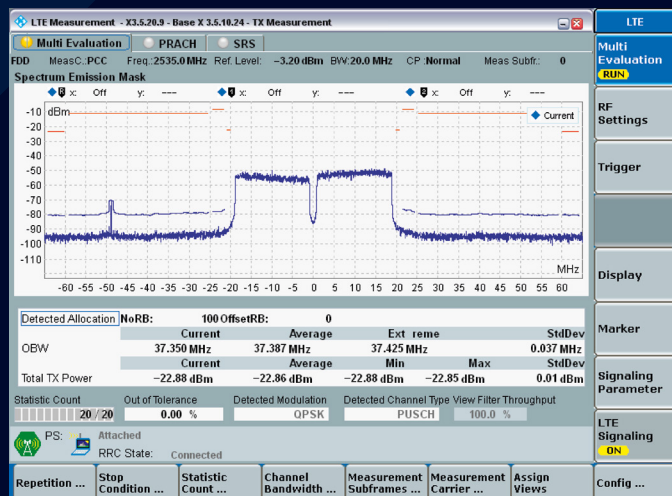 LTE Measurement - X3.5.20.9 - Base X 3.5.10.24 - TX Measurement
LTE
Multi Evaluation PRACH SRS
Multi Evaluation
RUN
FDD MeasC.:PCC Freq.:2535.0 MHz Ref. Level: -3.20 dBm BW:20.0 MHz CP :Normal Meas Subfr.: 0
Spectrum Emission Mask
x: Off y: --- x: Off y: --- x: Off y: ---
dBm
Current
-10
-20
-30
-40
-50
-60
-70
-80
-90
-100
-110
MHz
-60 -55 -50 -45 -40 -35 -30 -25 -20 -15 -10 -5 0 5 10 15 20 25 30 35 40 45 50 55 60
RF Settings
Trigger
Display
Marker
Signaling Parameter
LTE Signaling
ON
Detected Allocation NoRB: 100 OffsetRB: 0
Current Average Ext reme StdDev
OBW 37.350 MHz 37.387 MHz 37.425 MHz 0.037 MHz
Current Average Min Max StdDev
Total TX Power -22.88 dBm -22.86 dBm -22.88 dBm -22.85 dBm 0.01 dBm
Statistic Count Out of Tolerance Detected Modulation Detected Channel Type View Filter Throughput
20 / 20 0.00 % QPSK PUSCH 100.0 %
PS: Attached
RRC State: Connected
Repetition ... Stop Condition ... Statistic Count ... Channel Bandwidth ... Measurement Subframes ... Measurement Carrier ... Assign Views Config ...